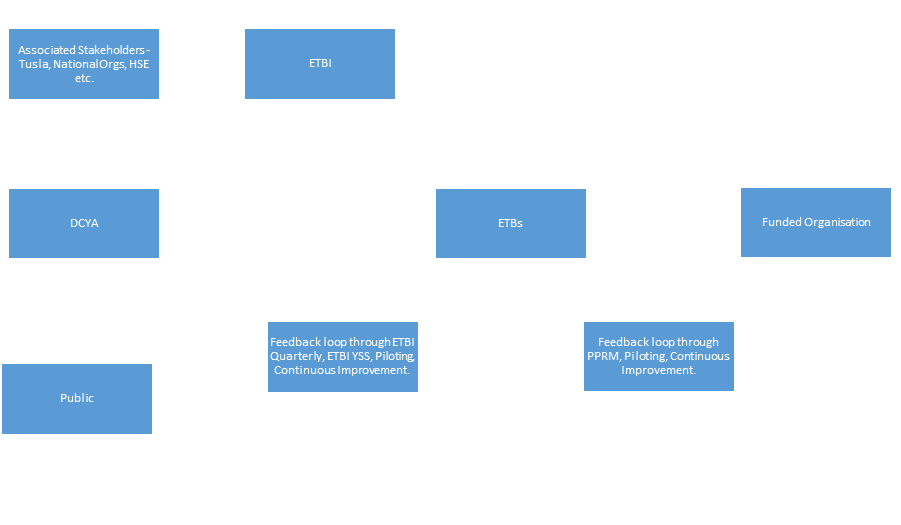 Associated Stakeholders-
Tusla, National Orgs, HSE
etc.
ETBI
DCYA
ETBs
Funded Organisation
Feedback loop through ETBI
Quarterly, ETBI YSS, Piloting,
Continuous Improvement.
Feedback loop through
PPRM, Piloting, Continuous
Improvement.
Public